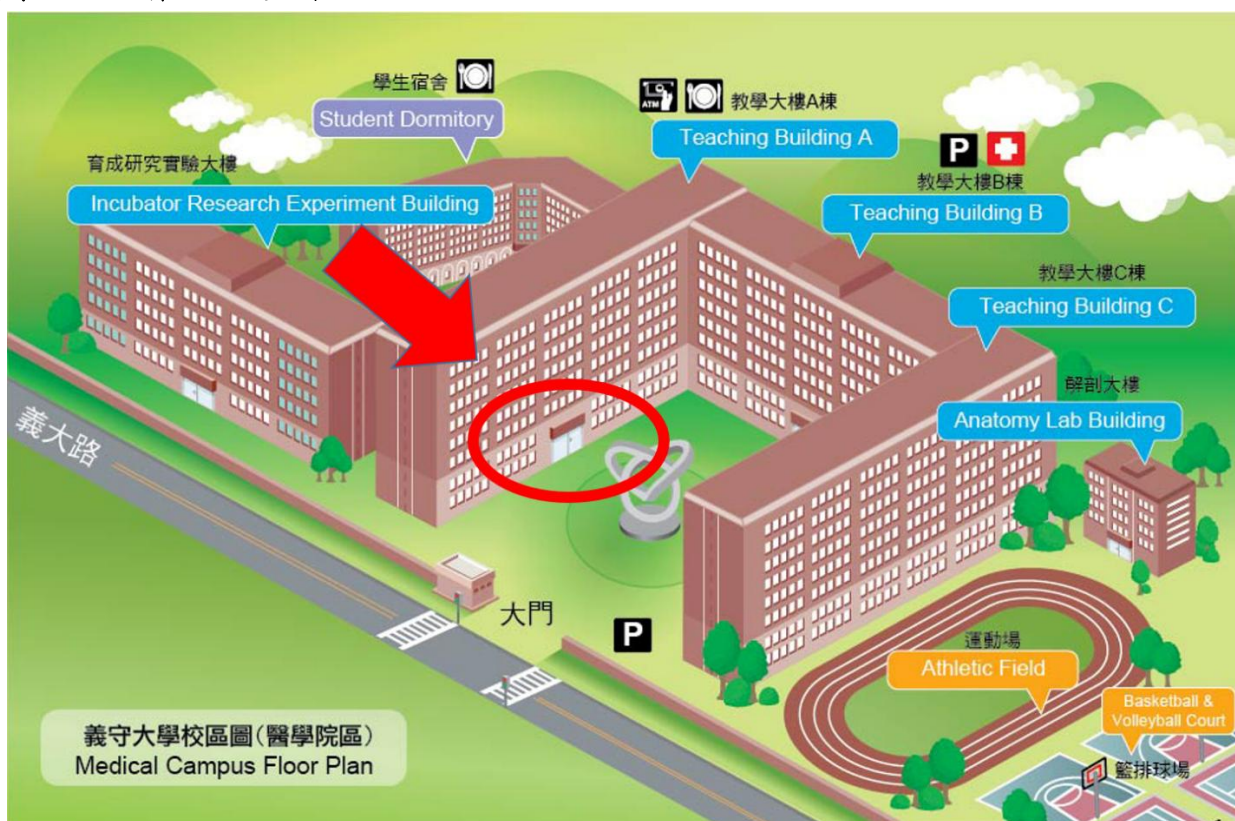 學生宿舍
Student Dormitory
ATM
教學大樓A棟
Teaching Building A
育成研究實驗大樓
Incubator Research Experiment Building
P
教學大樓B棟
Teaching Building B
教學大樓C棟
Teaching Building C
解剖大樓
Anatomy Lab Building
義大路
大門
P
運動場
Athletic Field
Basketball &
Volleyball Court
籃排球場
義守大學校區圖(醫學院區)
Medical Campus Floor Plan